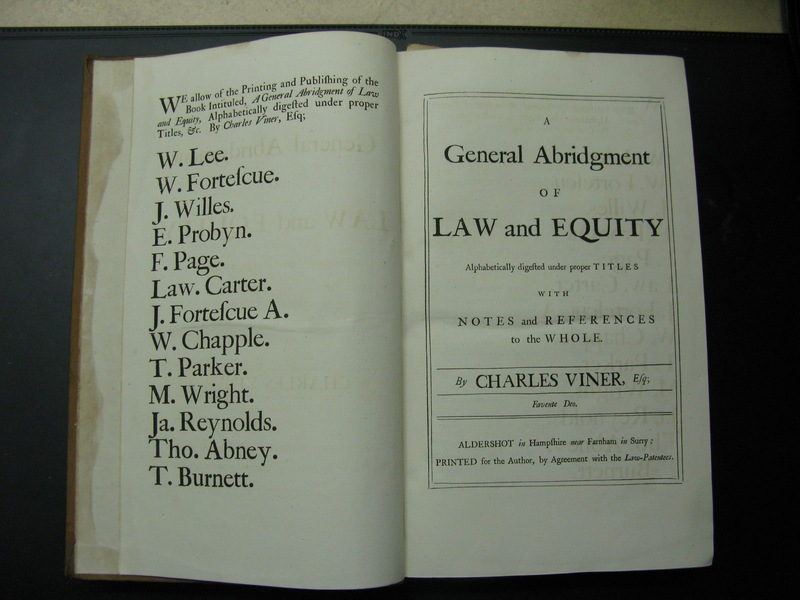 WE allow of the Printing and Publiſhing of the
Book Intituled, A General Abridgment of Law
and Equity, Alphabetically digeſted under proper
Titles, &c. By Charles Viner, Eſq;
W. Lee.
W. Forteſcue.
J. Willes.
E. Probyn.
F. Page.
Law. Carter.
J. Forteſcue A.
W. Chapple.
T. Parker.
M. Wright.
Ja. Reynolds.
Tho. Abney.
T. Burnett.
A
General Abridgment
OF
LAW and EQUITY
Alphabetically digeſted under proper TITLES
WITH
NOTES and REFERENCES
to the WHOLE.
By CHARLES VINER, Eſq;
Favente Deo.
ALDERSHOT in Hampſhire near Farnham in Surry:
PRINTED for the Author, by Agreement with the Law-Patentees.